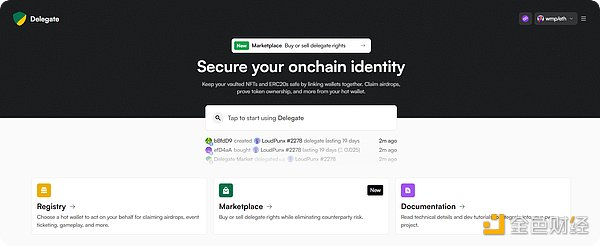 Delegate
wmp/eth
New Marketplace Buy or sell delegate rights
Secure your onchain identity
Keep your vaulted NFTs and ERC20s safe by linking wallets together. Claim airdrops,
prove token ownership, and more from your hot wallet.
Tap to start using Delegate
bBfdD9 created LoudPunx #2278 delegate lasting 19 days 2m ago
efD4aA bought LoudPunx #2278 lasting 19 days 0.025) 2m ago
Delegate Market delegated LoudPunx #2278 2m ago
Registry →
Choose a hot wallet to act on your behalf for claiming airdrops, event
ticketing, gameplay, and more.
Marketplace →
New
Buy or sell delegate rights while eliminating counterparty risk.
Documentation →
Read technical details and dev tutorial
project.
金色财经